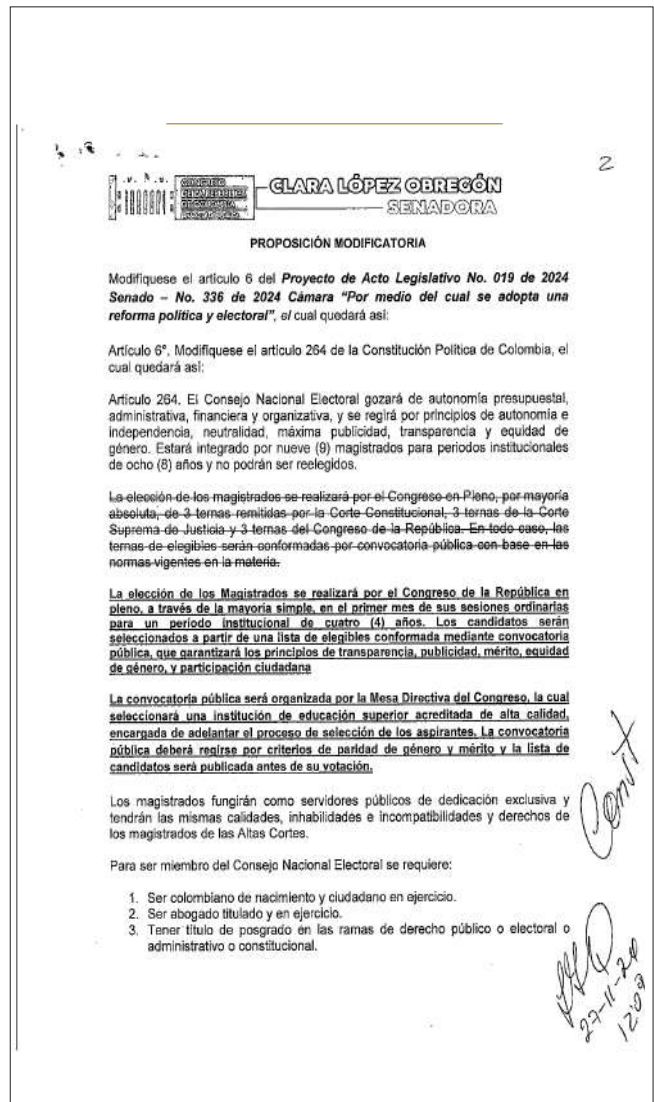 2
CLARA LÓPEZ OBREGÓN
SENADORA
PROPOSICIÓN MODIFICATORIA
Modifíquese el artículo 6 del Proyecto de Acto Legislativo No. 019 de 2024
Senado – No. 336 de 2024 Cámara "Por medio del cual se adopta una
reforma política y electoral", el cual quedará así:
Artículo 6°. Modifíquese el artículo 264 de la Constitución Política de Colombia, el
cual quedará así:
Artículo 264. El Consejo Nacional Electoral gozará de autonomía presupuestal,
administrativa, financiera y organizativa, y se regirá por principios de autonomía e
independencia, neutralidad, máxima publicidad, transparencia y equidad de
género. Estará integrado por nueve (9) magistrados para periodos institucionales
de ocho (8) años y no podrán ser reelegidos.
La elección de los magistrados se realizará por el Congreso en Pleno, por mayoría
absoluta, de 3 ternas remitidas por la Corte Constitucional, 3 ternas de la Corte
Suprema de Justicia y 3 ternas del Congreso de la República. En todo caso, las
ternas de elegibles serán conformadas por convocatoria pública con base en las
normas vigentes en la materia.
La elección de los Magistrados se realizará por el Congreso de la República en
pleno, a través de la mayoría simple, en el primer mes de sus sesiones ordinarias
para un período institucional de cuatro (4) años. Los candidatos serán
seleccionados a partir de una lista de elegibles conformada mediante convocatoria
pública, que garantizará los principios de transparencia, publicidad, mérito, equidad
de género, y participación ciudadana
La convocatoria pública será organizada por la Mesa Directiva del Congreso, la cual
seleccionará una institución de educación superior acreditada de alta calidad,
encargada de adelantar el proceso de selección de los aspirantes. La convocatoria
pública deberá regirse por criterios de paridad de género y mérito y la lista de
candidatos será publicada antes de su votación.
Los magistrados fungirán como servidores públicos de dedicación exclusiva y
tendrán las mismas calidades, inhabilidades e incompatibilidades y derechos de
los magistrados de las Altas Cortes.
Para ser miembro del Consejo Nacional Electoral se requiere:
1. Ser colombiano de nacimiento y ciudadano en ejercicio.
2. Ser abogado titulado y en ejercicio.
3. Tener título de posgrado en las ramas de derecho público o electoral o
administrativo o constitucional.
27-11-24